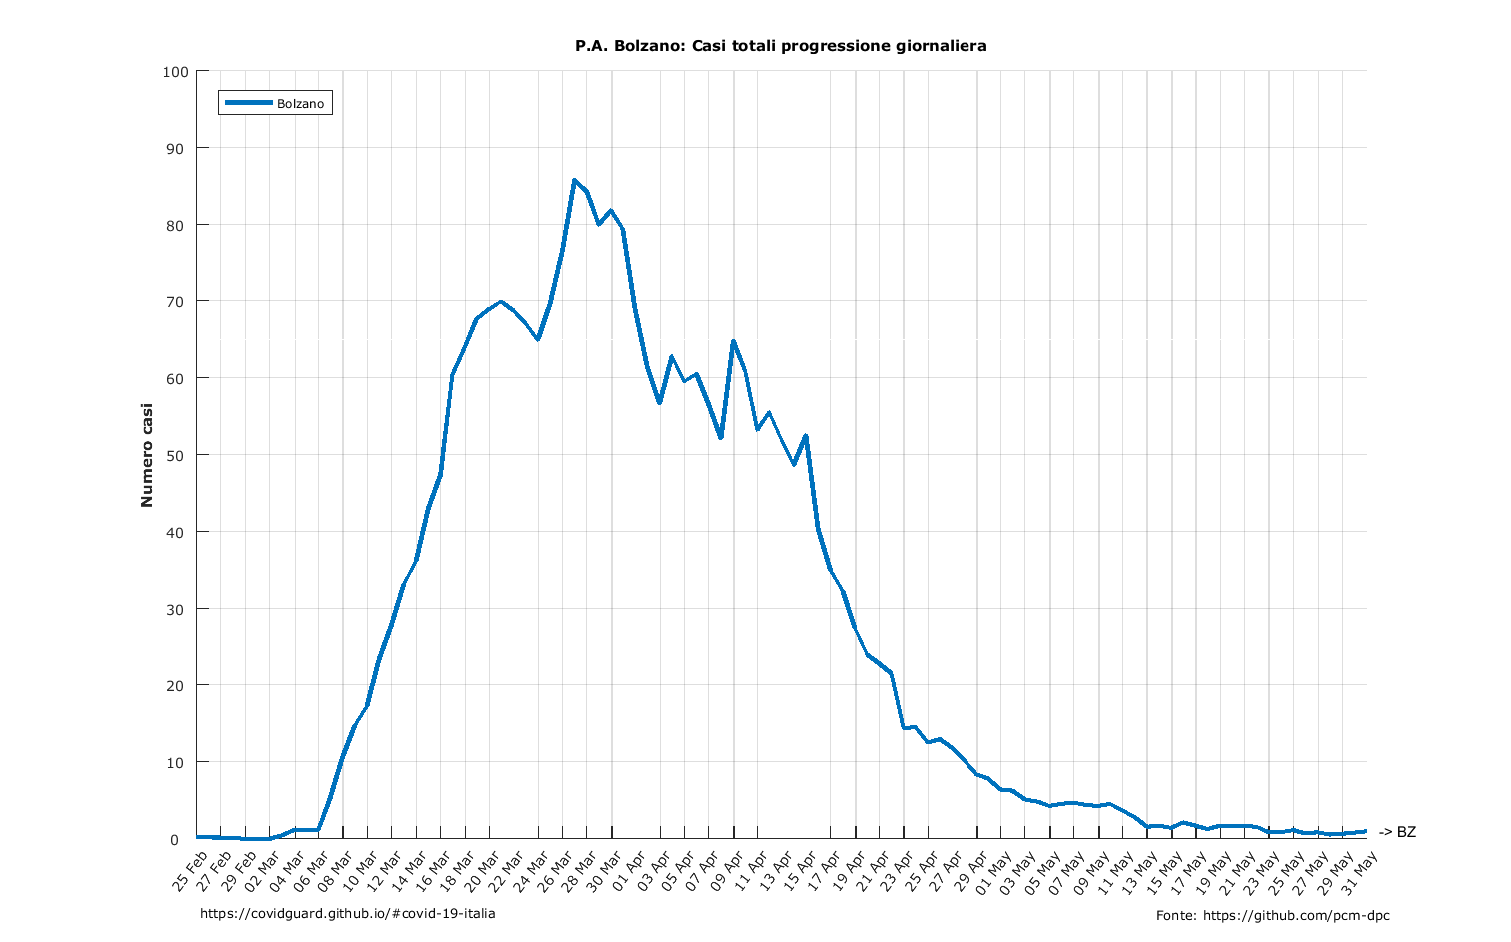 P.A. Bolzano: Casi totali progressione giornaliera
100
Bolzano
90
80
70
60
50
40
30
20
10
0
Numero casi
-> BZ
25 Feb
27 Feb
29 Feb
02 Mar
04 Mar
06 Mar
08 Mar
10 Mar
12 Mar
14 Mar
16 Mar
18 Mar
20 Mar
22 Mar
24 Mar
26 Mar
28 Mar
30 Mar
01 Apr
03 Apr
05 Apr
07 Apr
09 Apr
11 Apr
13 Apr
15 Apr
17 Apr
19 Apr
21 Apr
23 Apr
25 Apr
27 Apr
29 Apr
01 May
03 May
05 May
07 May
09 May
11 May
13 May
15 May
17 May
19 May
21 May
23 May
25 May
27 May
29 May
31 May
https://covidguard.github.io/#covid-19-italia
Fonte: https://github.com/pcm-dpc